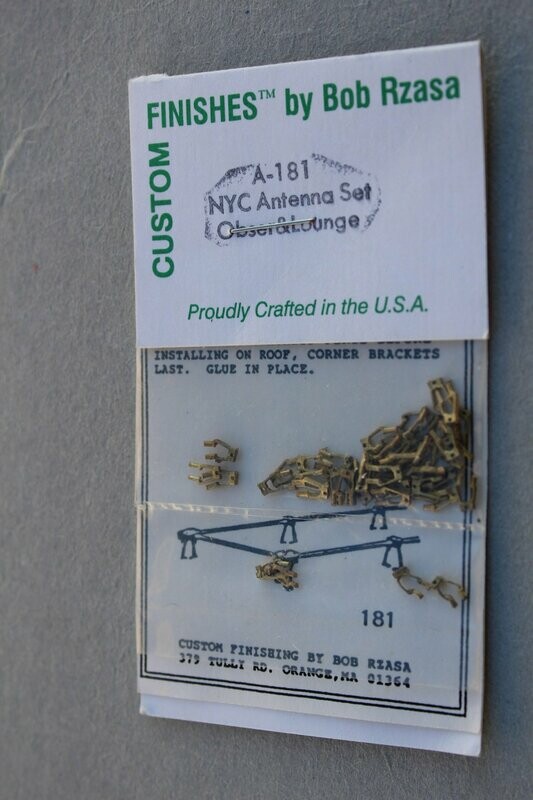 CUSTOM
FINISHES™ by Bob Rzasa
A-181
NYC Antenna Set
Obser&Lounge
Proudly Crafted in the U.S.A.
INSTALLING ON ROOF, CORNER BRACKETS
LAST. GLUE IN PLACE.
181
CUSTOM FINISHING BY BOB RZASA
379 TULLY RD. ORANGE,MA 01364